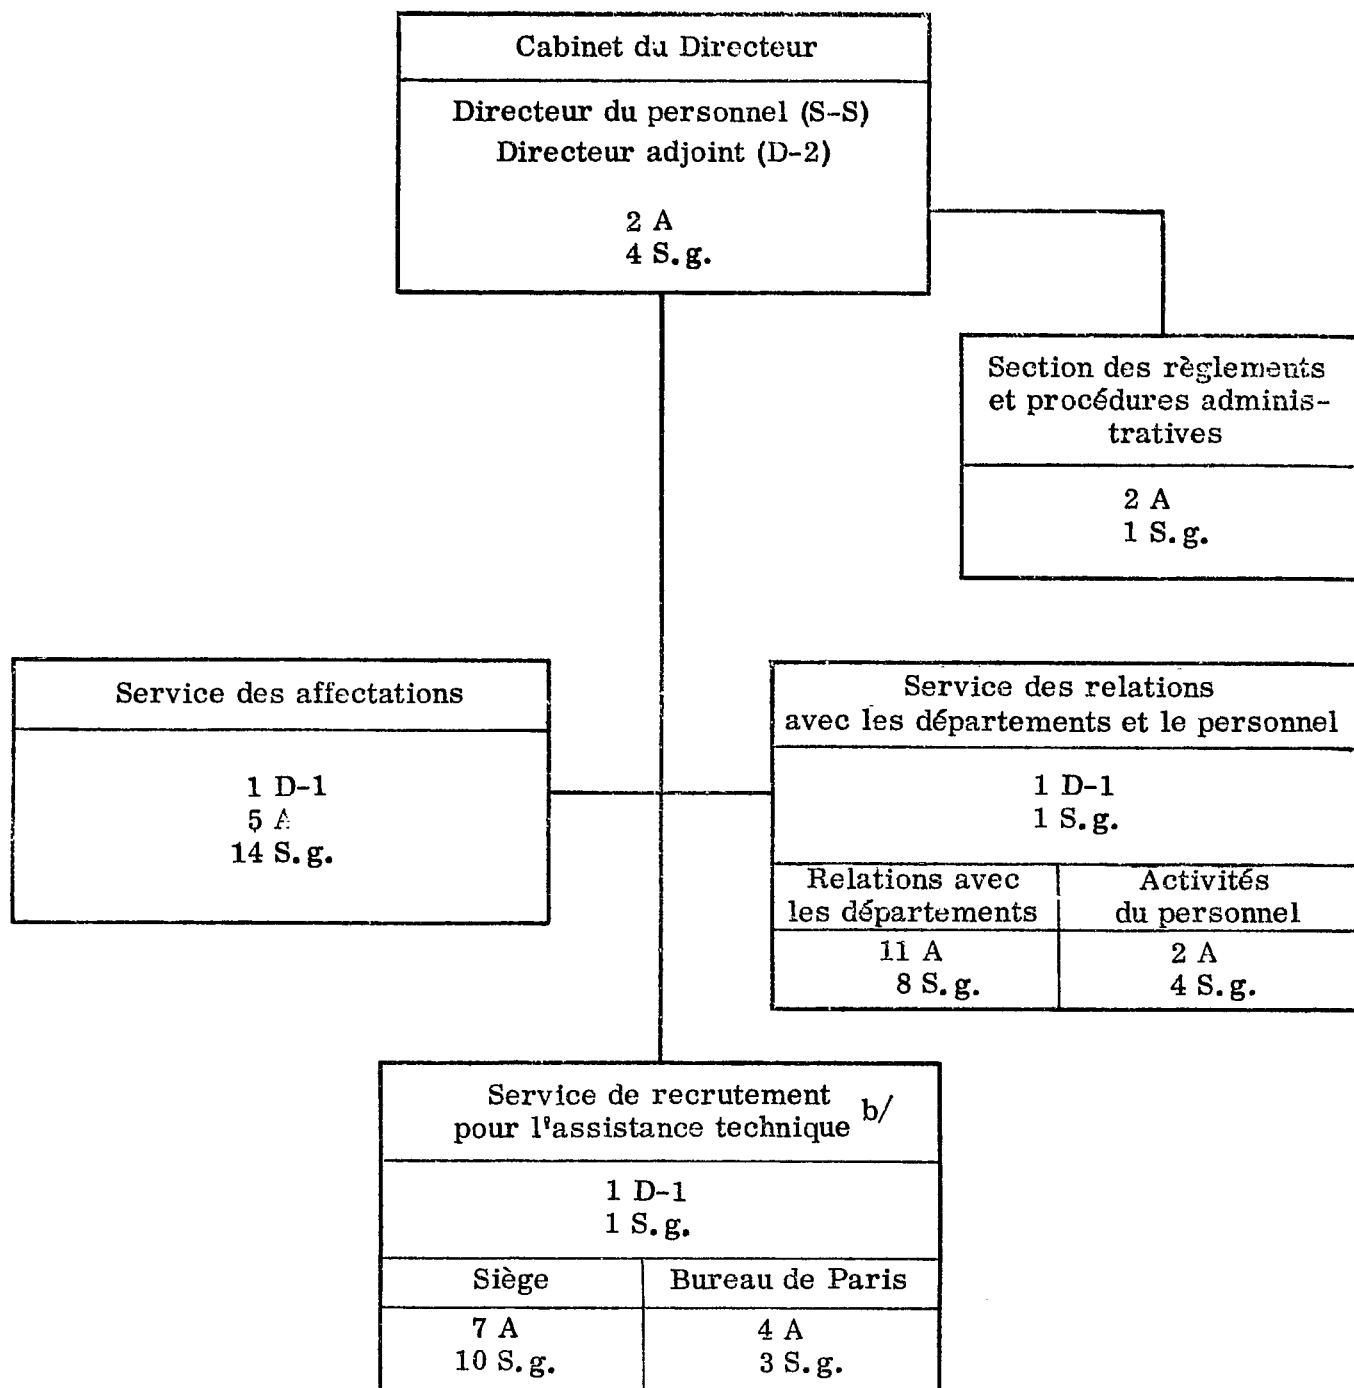 Cabinet du Directeur
Directeur du personnel (S-S)
Directeur adjoint (D-2)
2 A
4 S.g.
Section des règlements
et procédures adminis-
tratives
2 A
1 S.g.
Service des affectations
1 D-1
5 A
14 S.g.
Service des relations
avec les départements et le personnel
1 D-1
1 S.g.
Relations avec
les départements
11 A
8 S.g.
Activités
du personnel
2 A
4 S.g.
Service de recrutement
pour l'assistance technique b/
1 D-1
1 S.g.
Siège
7 A
10 S.g.
Bureau de Paris
4 A
3 S.g.